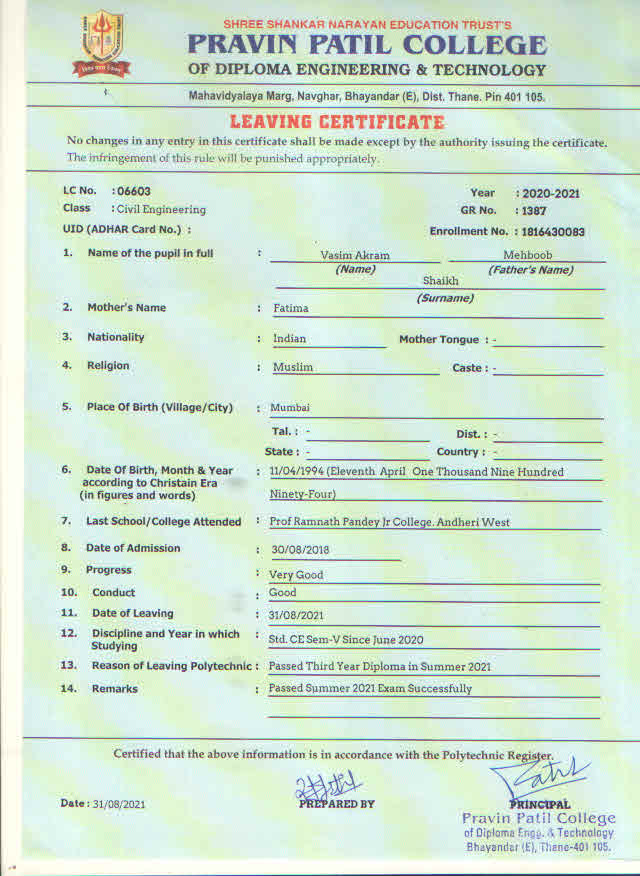 SHREE SHANKAR NARAYAN EDUCATION TRUST'S
PRAVIN PATIL COLLEGE
OF DIPLOMA ENGINEERING & TECHNOLOGY
Mahavidyalaya Marg, Navghar, Bhayandar (E), Dist. Thane. Pin 401 105.
LEAVING CERTIFICATE
No changes in any entry in this certificate shall be made except by the authority issuing the certificate.
The infringement of this rule will be punished appropriately.
LC No. : 06603 Year : 2020-2021
Class : Civil Engineering GR No. : 1387
UID (ADHAR Card No.) : Enrollment No. : 1816430083
1. Name of the pupil in full : Vasim Akram Mehboob
(Name) (Father's Name)
Shaikh
(Surname)
2. Mother's Name : Fatima
3. Nationality : Indian Mother Tongue : -
4. Religion : Muslim Caste : -
5. Place Of Birth (Village/City) : Mumbai
Tal. : - Dist. : -
State : - Country : -
6. Date Of Birth, Month & Year : 11/04/1994 (Eleventh April One Thousand Nine Hundred
according to Christain Era
(in figures and words) Ninety-Four)
7. Last School/College Attended : Prof Ramnath Pandey Jr College. Andheri West
8. Date of Admission : 30/08/2018
9. Progress : Very Good
10. Conduct : Good
11. Date of Leaving : 31/08/2021
12. Discipline and Year in which : Std. CE Sem-V Since June 2020
Studying
13. Reason of Leaving Polytechnic : Passed Third Year Diploma in Summer 2021
14. Remarks : Passed Summer 2021 Exam Successfully
Certified that the above information is in accordance with the Polytechnic Register.
Date : 31/08/2021 PREPARED BY PRINCIPAL
Pravin Patil College
of Diploma Engg. & Technology
Bhayander (E), Thane-401 105.